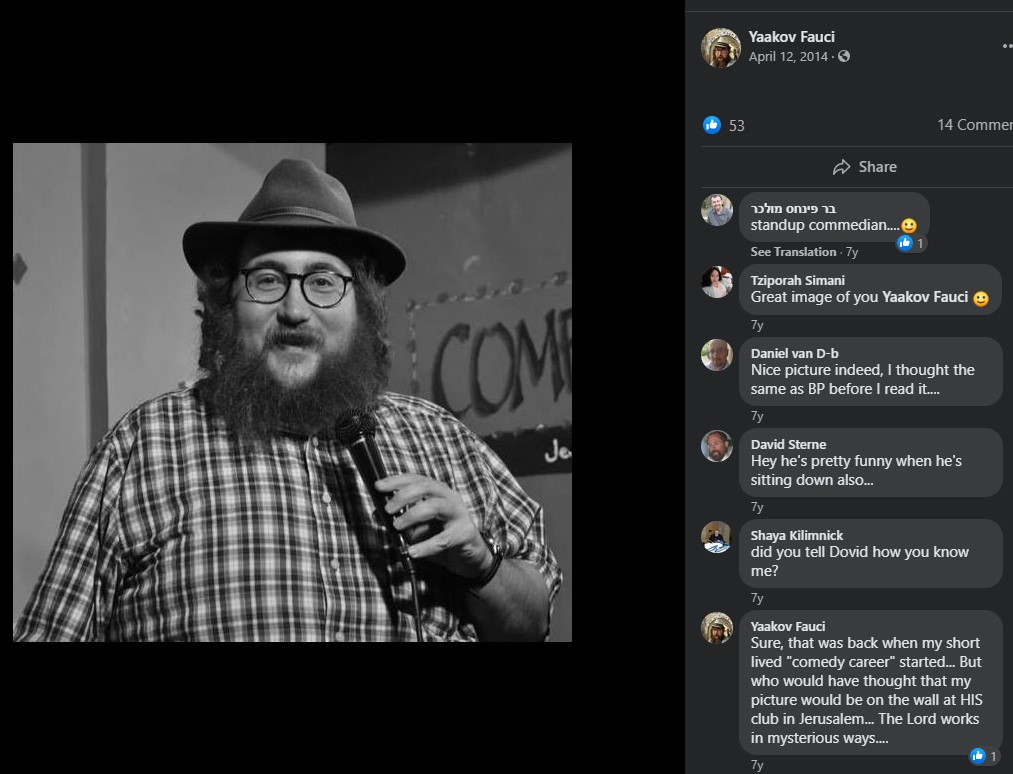 Yaakov Fauci
April 12, 2014
53
14 Commer
Share
בר פינחס מולכר
standup commedian....
1
See Translation · 7y
Tziporah Simani
Great image of you Yaakov Fauci
7y
Daniel van D-b
Nice picture indeed, I thought the
same as BP before I read it....
7y
David Sterne
Hey he's pretty funny when he's
sitting down also...
7y
Shaya Kilimnick
did you tell Dovid how you know
me?
7y
Yaakov Fauci
Sure, that was back when my short
lived "comedy career" started... But
who would have thought that my
picture would be on the wall at HIS
club in Jerusalem... The Lord works
in mysterious ways....
1
7y
COME
Je